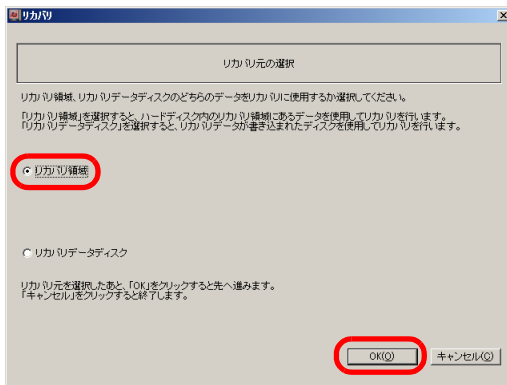 リカバリ
リカバリ元の選択
リカバリ領域、リカバリデータディスクのどちらのデータをリカバリに使用するか選択してください。
「リカバリ領域」を選択すると、ハードディスク内のリカバリ領域にあるデータを使用してリカバリを行います。
「リカバリデータディスク」を選択すると、リカバリデータが書き込まれたディスクを使用してリカバリを行います。
リカバリ領域
リカバリデータディスク
リカバリ元を選択したあと、「OK」をクリックすると先へ進みます。
「キャンセル」をクリックすると終了します。
OK(O) キャンセル(C)